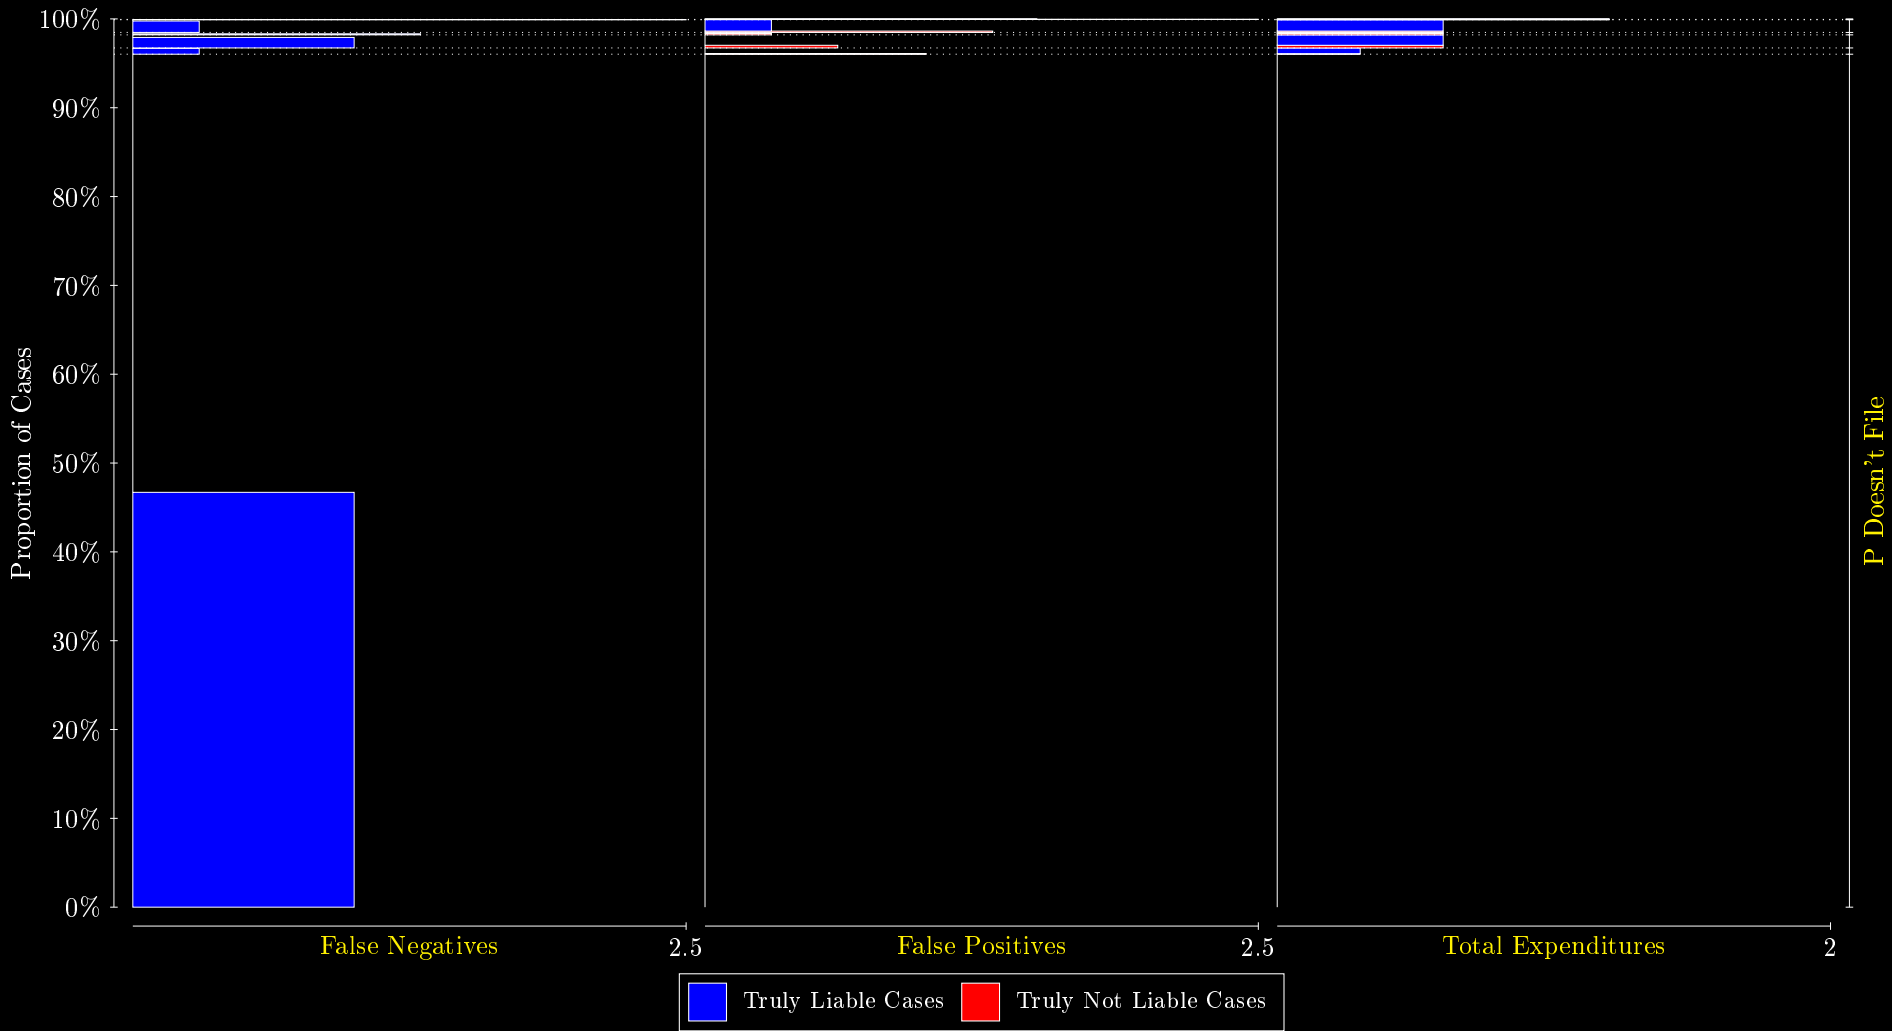 100%
90%
80%
70%
60%
50%
40%
30%
20%
10%
0%
Proportion of Cases
P Doesn't File
False Negatives
2.5
False Positives
2.5
Total Expenditures
2
Truly Liable Cases
Truly Not Liable Cases